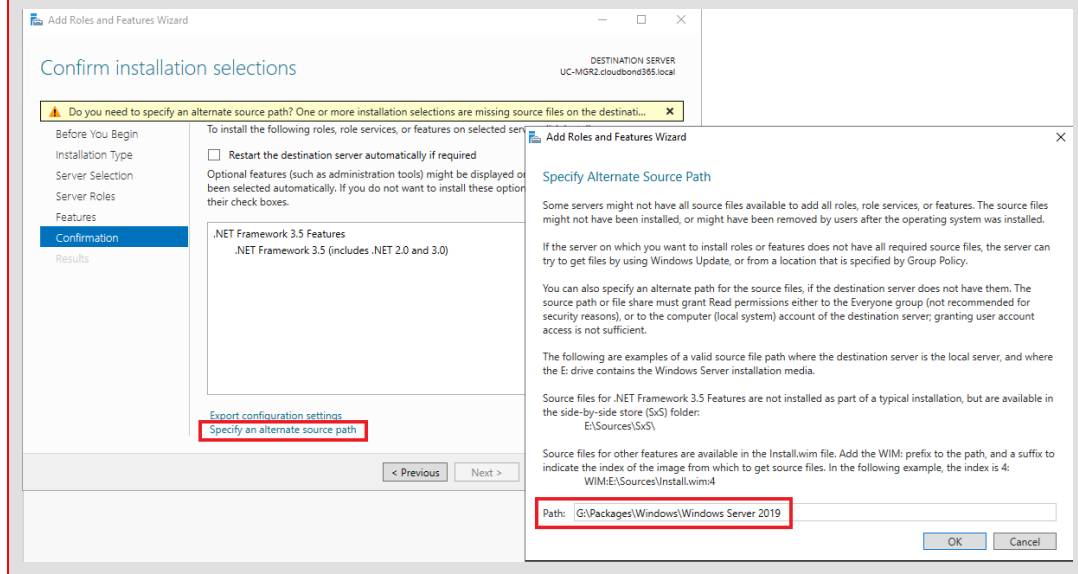 Add Roles and Features Wizard
Confirm installation selections
DESTINATION SERVER
UC-MGR2.cloudbond365.local
Do you need to specify an alternate source path? One or more installation selections are missing source files on the destinati...
Before You Begin
Installation Type
Server Selection
Server Roles
Features
Confirmation
Results
To install the following roles, role services, or features on selected
Restart the destination server automatically if required
Optional features (such as administration tools) might be displayed
been selected automatically. If you do not want to install these
their check boxes.
.NET Framework 3.5 Features
.NET Framework 3.5 (includes .NET 2.0 and 3.0)
Export configuration settings
Specify an alternate source path
< Previous
Next >
Add Roles and Features Wizard
Specify Alternate Source Path
Some servers might not have all source files available to add all roles, role services, or features. The source files
might not have been installed, or might have been removed by users after the operating system was installed.
If the server on which you want to install roles or features does not have all required source files, the server can
try to get files by using Windows Update, or from a location that is specified by Group Policy.
You can also specify an alternate path for the source files, if the destination server does not have them. The
source path or file share must grant Read permissions either to the Everyone group (not recommended for
security reasons), or to the computer (local system) account of the destination server; granting user account
access is not sufficient.
The following are examples of a valid source file path where the destination server is the local server, and where
the E: drive contains the Windows Server installation media.
Source files for .NET Framework 3.5 Features are not installed as part of a typical installation, but are available in
the side-by-side store (SxS) folder:
E:\Sources\SxS\
Source files for other features are available in the Install.wim file. Add the WIM: prefix to the path, and a suffix to
indicate the index of the image from which to get source files. In the following example, the index is 4:
WIM:E:\Sources\Install.wim:4
Path: G:\Packages\Windows\Windows Server 2019
OK
Cancel